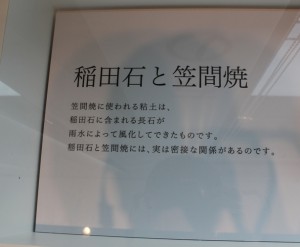 稲田石と笠間焼
笠間焼に使われる粘土は、
稲田石に含まれる長石が
雨水によって風化してできたものです。
稲田石と笠間焼には、実は密接な関係があるのです。